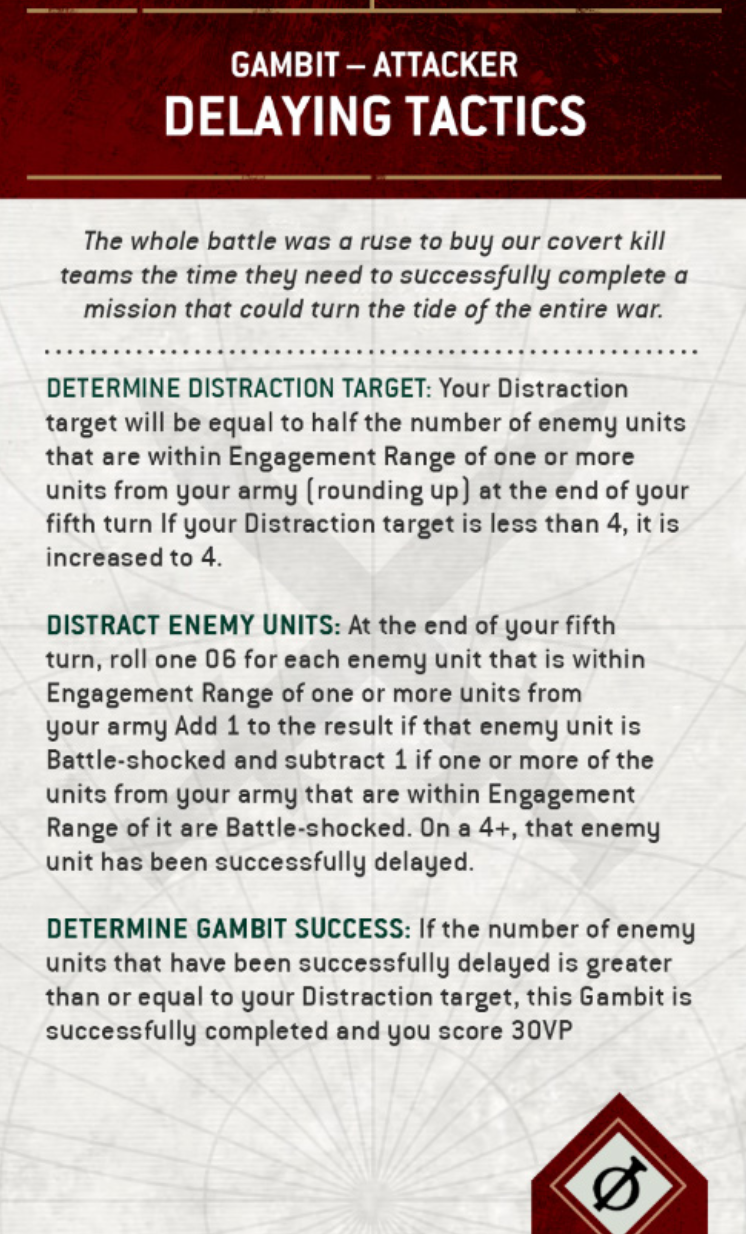 GAMBIT – ATTACKER
DELAYING TACTICS
The whole battle was a ruse to buy our covert kill
teams the time they need to successfully complete a
mission that could turn the tide of the entire war.
DETERMINE DISTRACTION TARGET: Your Distraction
target will be equal to half the number of enemy units
that are within Engagement Range of one or more
units from your army (rounding up) at the end of your
fifth turn If your Distraction target is less than 4, it is
increased to 4.
DISTRACT ENEMY UNITS: At the end of your fifth
turn, roll one O6 for each enemy unit that is within
Engagement Range of one or more units from
your army Add 1 to the result if that enemy unit is
Battle-shocked and subtract 1 if one or more of the
units from your army that are within Engagement
Range of it are Battle-shocked. On a 4+, that enemy
unit has been successfully delayed.
DETERMINE GAMBIT SUCCESS: If the number of enemy
units that have been successfully delayed is greater
than or equal to your Distraction target, this Gambit is
successfully completed and you score 30VP